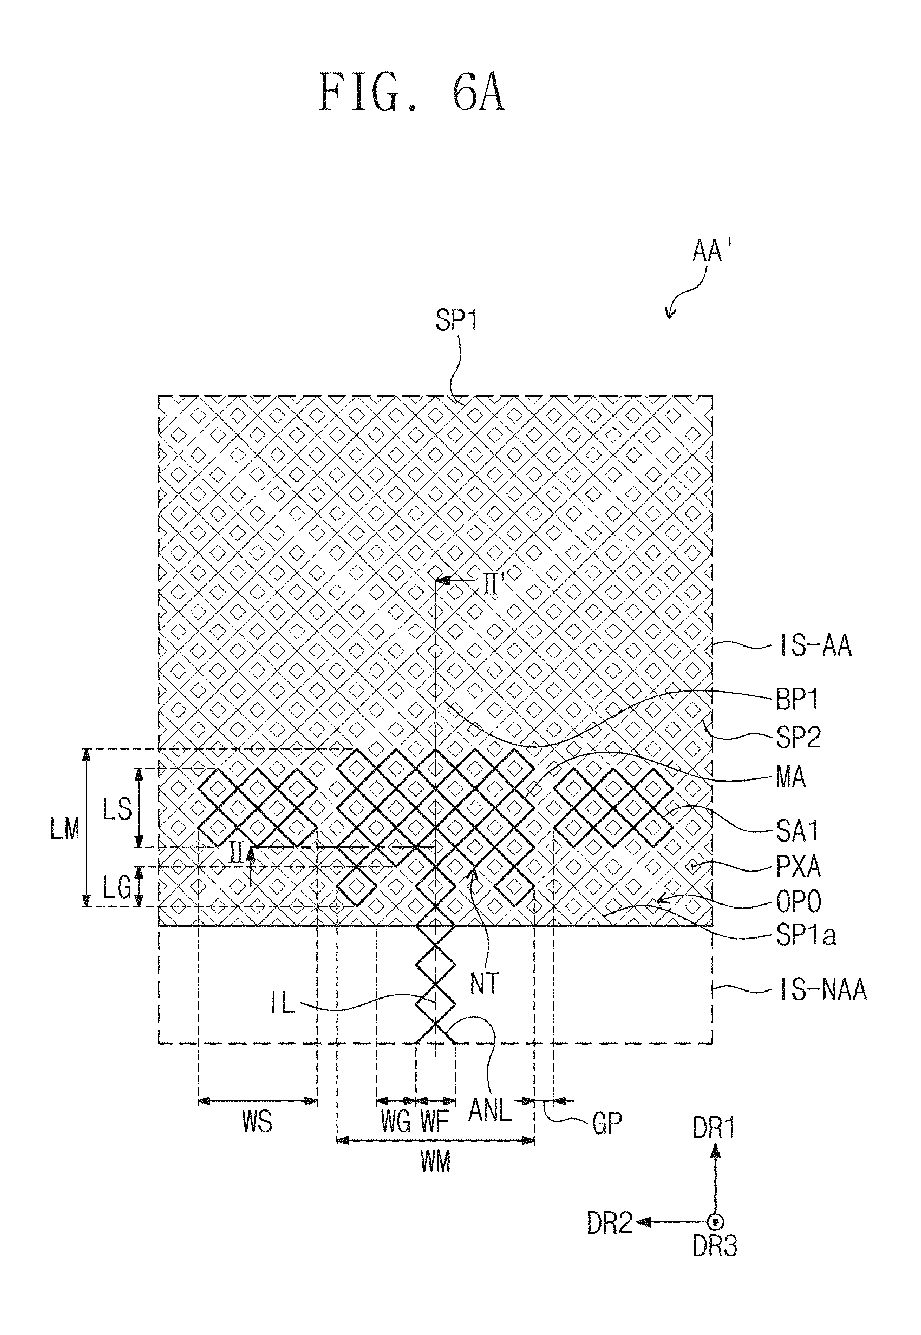 FIG. 6A
AA'
SP1
II'
IS-AA
BP1
SP2
MA
LS
LM
SA1
II
PXA
LG
OPO
SP1a
NT
IL
IS-NAA
WS
WG WF
ANL
GP
WM
DR1
DR2
DR3